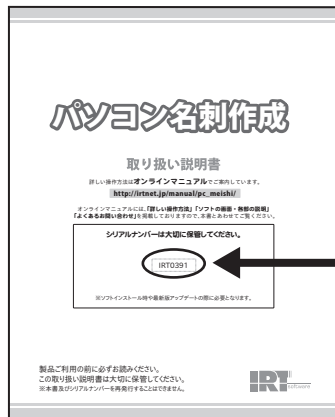 パソコン名刺作成
取り扱い説明書
詳しい操作方法はオンラインマニュアルでご案内しています。
http://irtnet.jp/manual/pc_meishi/
オンラインマニュアルには、「詳しい操作方法」「ソフトの画面・各部の説明」
「よくあるお問い合わせ」を掲載しておりますので、本書とあわせてご覧ください。
シリアルナンバーは大切に保管してください。
IRT0391
※ソフトインストール時や最新版アップデートの際に必要となります。
製品ご利用の前に必ずお読みください。
この取り扱い説明書は大切に保管してください。
※本書及びシリアルナンバーを再発行することはできません。
IRT software